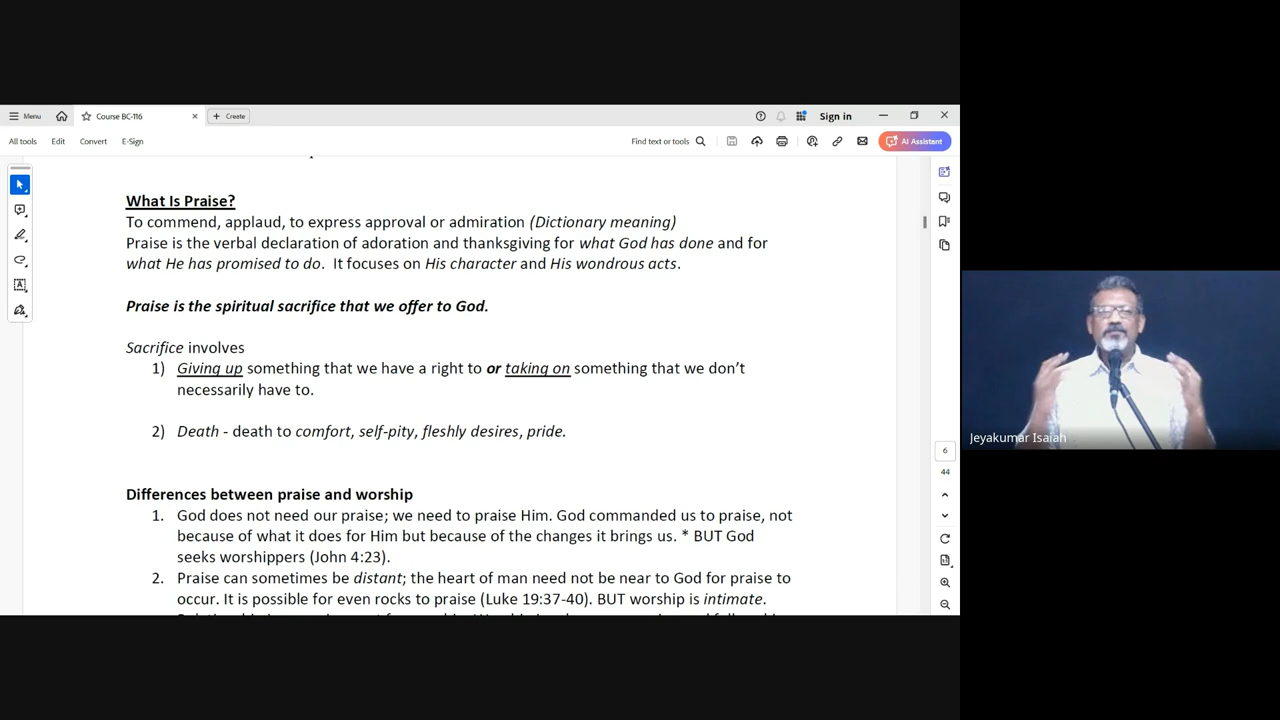 Menu
Course BC-116
Create
Sign in
All tools
Edit
Convert
E-Sign
Find text or tools
AI Assistant
What Is Praise?
To commend, applaud, to express approval or admiration (Dictionary meaning)
Praise is the verbal declaration of adoration and thanksgiving for what God has done and for
what He has promised to do. It focuses on His character and His wondrous acts.
Praise is the spiritual sacrifice that we offer to God.
Sacrifice involves
1) Giving up something that we have a right to or taking on something that we don't
necessarily have to.
2) Death - death to comfort, self-pity, fleshly desires, pride.
Differences between praise and worship
1. God does not need our praise; we need to praise Him. God commanded us to praise, not
because of what it does for Him but because of the changes it brings us. * BUT God
seeks worshippers (John 4:23).
2. Praise can sometimes be distant; the heart of man need not be near to God for praise to
occur. It is possible for even rocks to praise (Luke 19:37-40). BUT worship is intimate.
6
44
Jeyakumar Isaiah